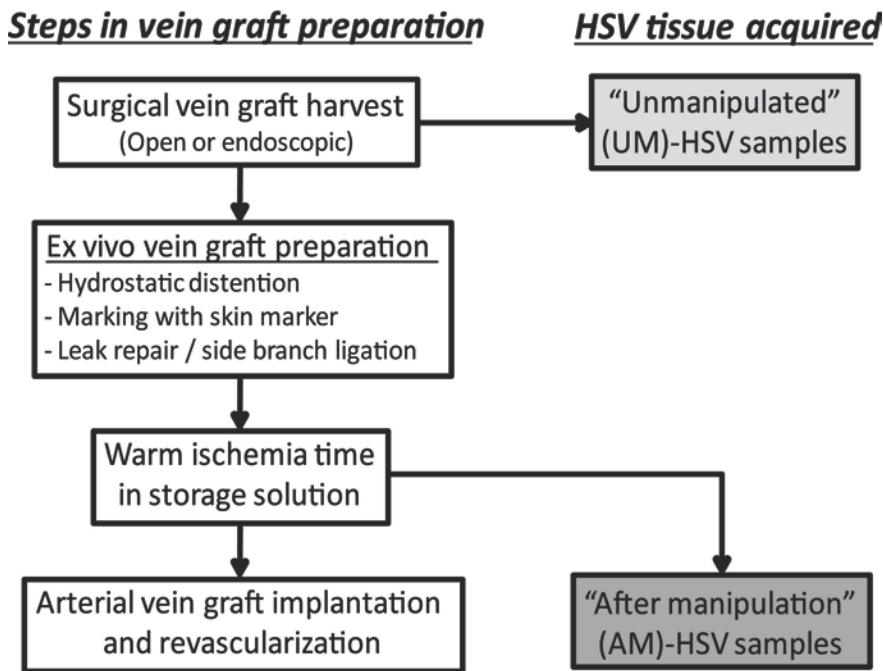 Steps in vein graft preparation
HSV tissue acquired
Surgical vein graft harvest
(Open or endoscopic)
“Unmanipulated”
(UM)-HSV samples
Ex vivo vein graft preparation
- Hydrostatic distention
- Marking with skin marker
- Leak repair / side branch ligation
Warm ischemia time
in storage solution
Arterial vein graft implantation
and revascularization
“After manipulation”
(AM)-HSV samples